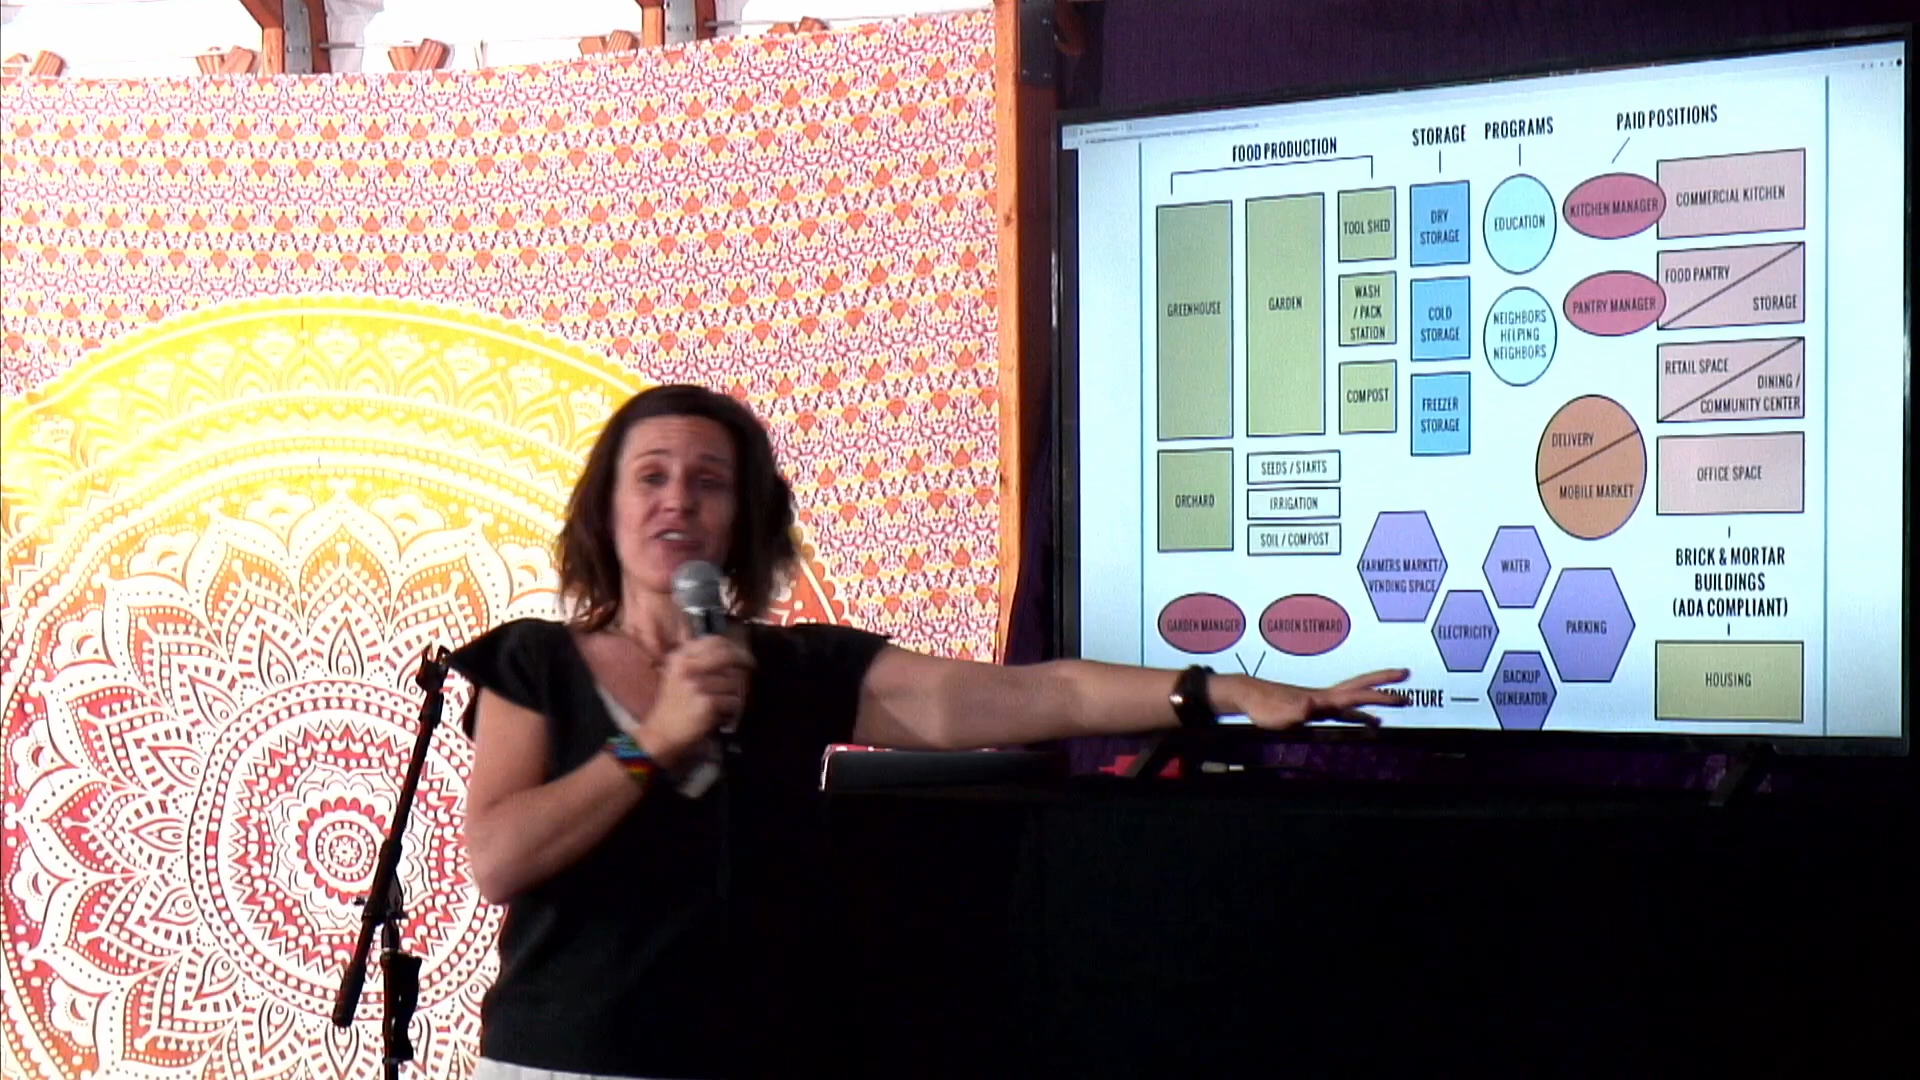 FOOD PRODUCTION
STORAGE
PROGRAMS
PAID POSITIONS
GREENHOUSE
GARDEN
TOOL SHED
WASH
/ PACK
STATION
COMPOST
ORCHARD
SEEDS / STARTS
IRRIGATION
SOIL / COMPOST
GARDEN MANAGER
GARDEN STEWARD
DRY
STORAGE
COLD
STORAGE
FREEZER
STORAGE
EDUCATION
NEIGHBORS
HELPING
NEIGHBORS
KITCHEN MANAGER
PANTRY MANAGER
COMMERCIAL KITCHEN
FOOD PANTRY
STORAGE
RETAIL SPACE
DINING /
COMMUNITY CENTER
OFFICE SPACE
DELIVERY
MOBILE MARKET
FARMERS MARKET/
VENDING SPACE
WATER
ELECTRICITY
PARKING
BACKUP
GENERATOR
BRICK & MORTAR
BUILDINGS
(ADA COMPLIANT)
HOUSING